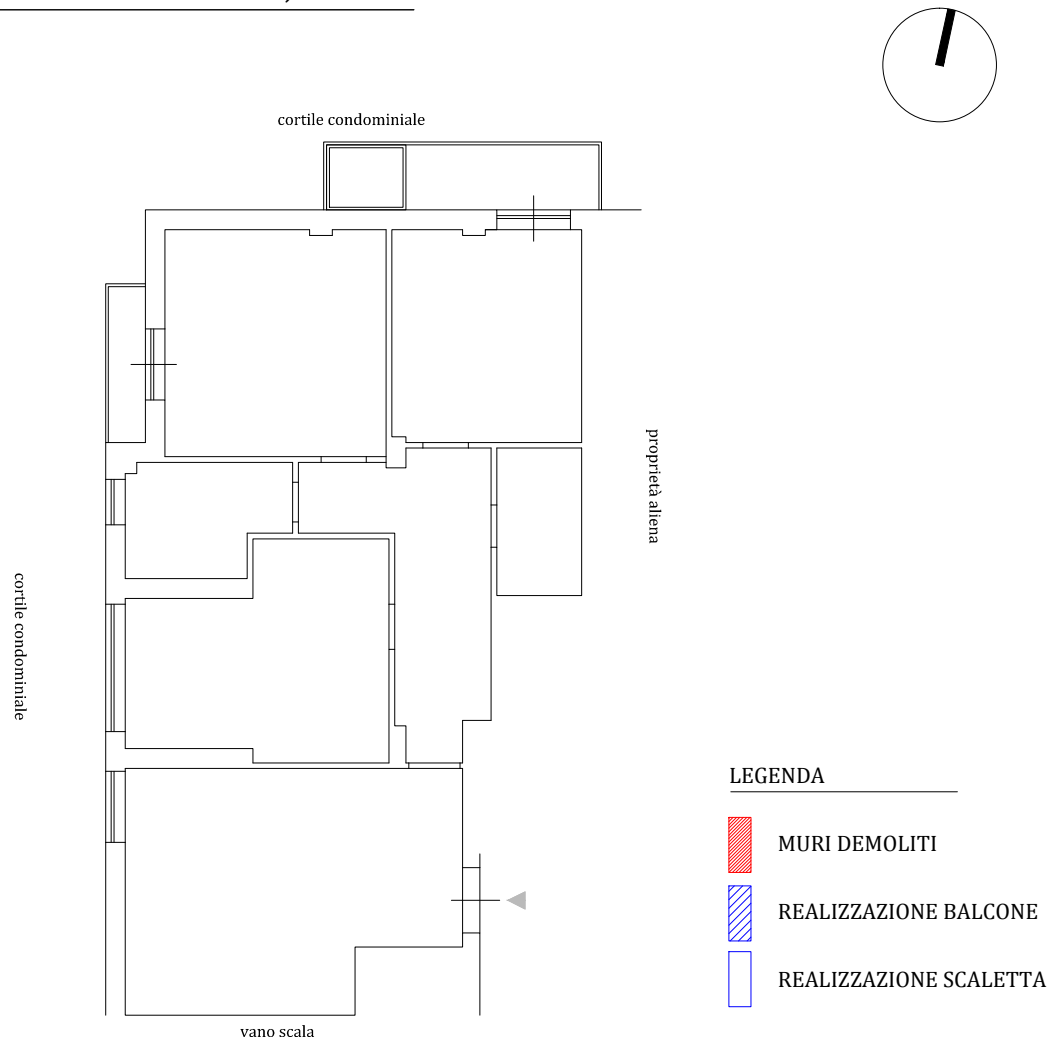 cortile condominiale
proprietà aliena
cortile condominiale
LEGENDA
MURI DEMOLITI
REALIZZAZIONE BALCONE
REALIZZAZIONE SCALETTA
vano scala